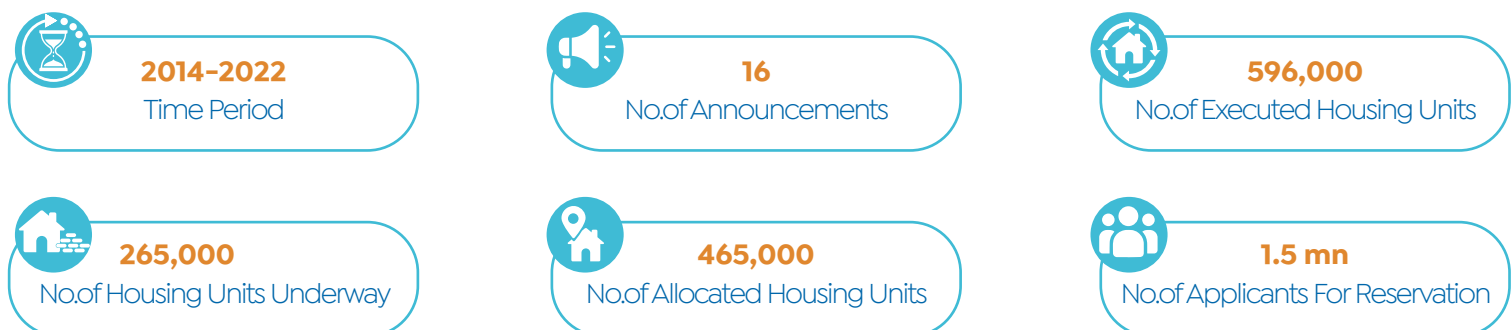 2014-2022
Time Period
16
No.of Announcements
596,000
No.of Executed Housing Units
265,000
No.of Housing Units Underway
465,000
No.of Allocated Housing Units
1.5 mn
No.of Applicants For Reservation